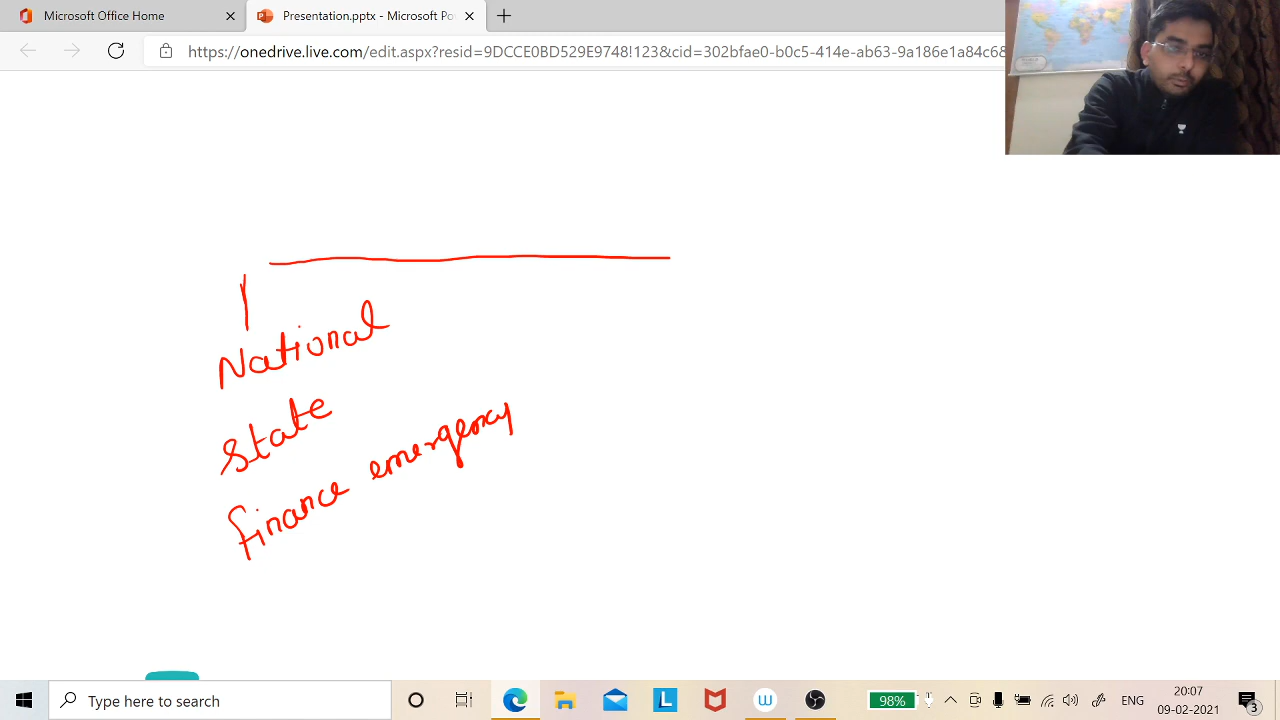 Microsoft Office Home
Presentation.pptx - Microsoft Po
https://onedrive.live.com/edit.aspx?resid=9DCCE0BD529E9748!123&cid=302bfae0-b0c5-414e-ab63-9a186e1a84c68
National
State
finance emergency
Type here to search
98%
ENG
20:07
09-02-2021
3